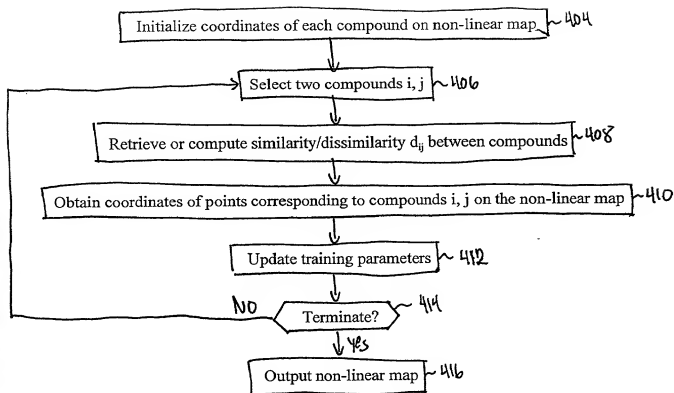 Initialize coordinates of each compound on non-linear map 404
Select two compounds i, j 406
Retrieve or compute similarity/dissimilarity dij between compounds 408
Obtain coordinates of points corresponding to compounds i, j on the non-linear map 410
Update training parameters 412
NO Terminate? 414
Yes
Output non-linear map 416